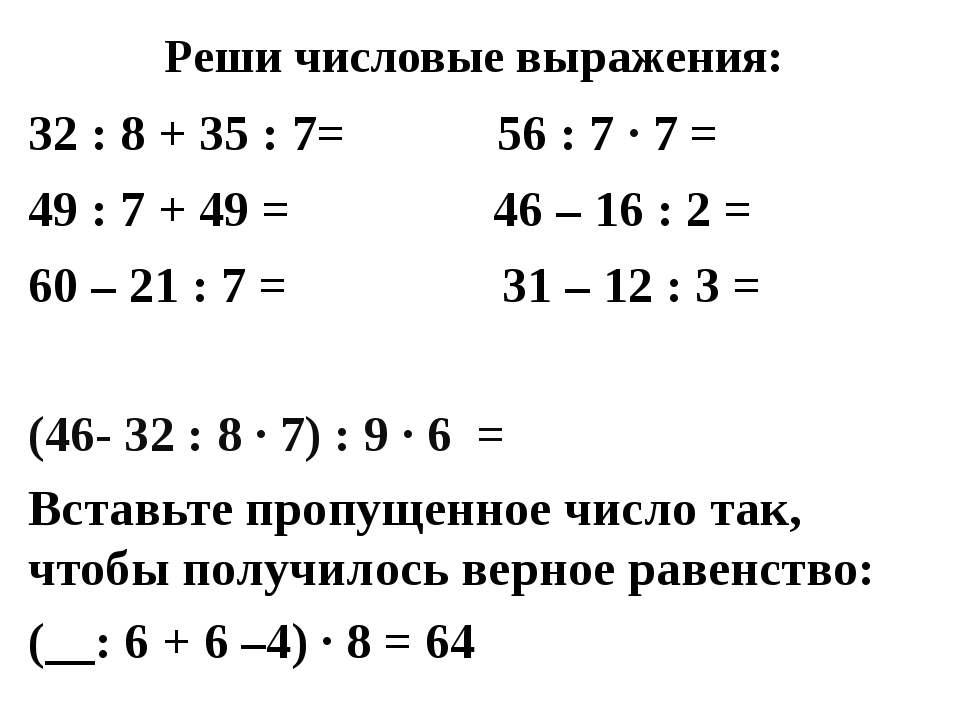 Реши числовые выражения:
32 : 8 + 35 : 7= 56 : 7 · 7 =
49 : 7 + 49 = 46 – 16 : 2 =
60 – 21 : 7 = 31 – 12 : 3 =
(46- 32 : 8 · 7) : 9 · 6 =
Вставьте пропущенное число так,
чтобы получилось верное равенство:
(__: 6 + 6 –4) · 8 = 64